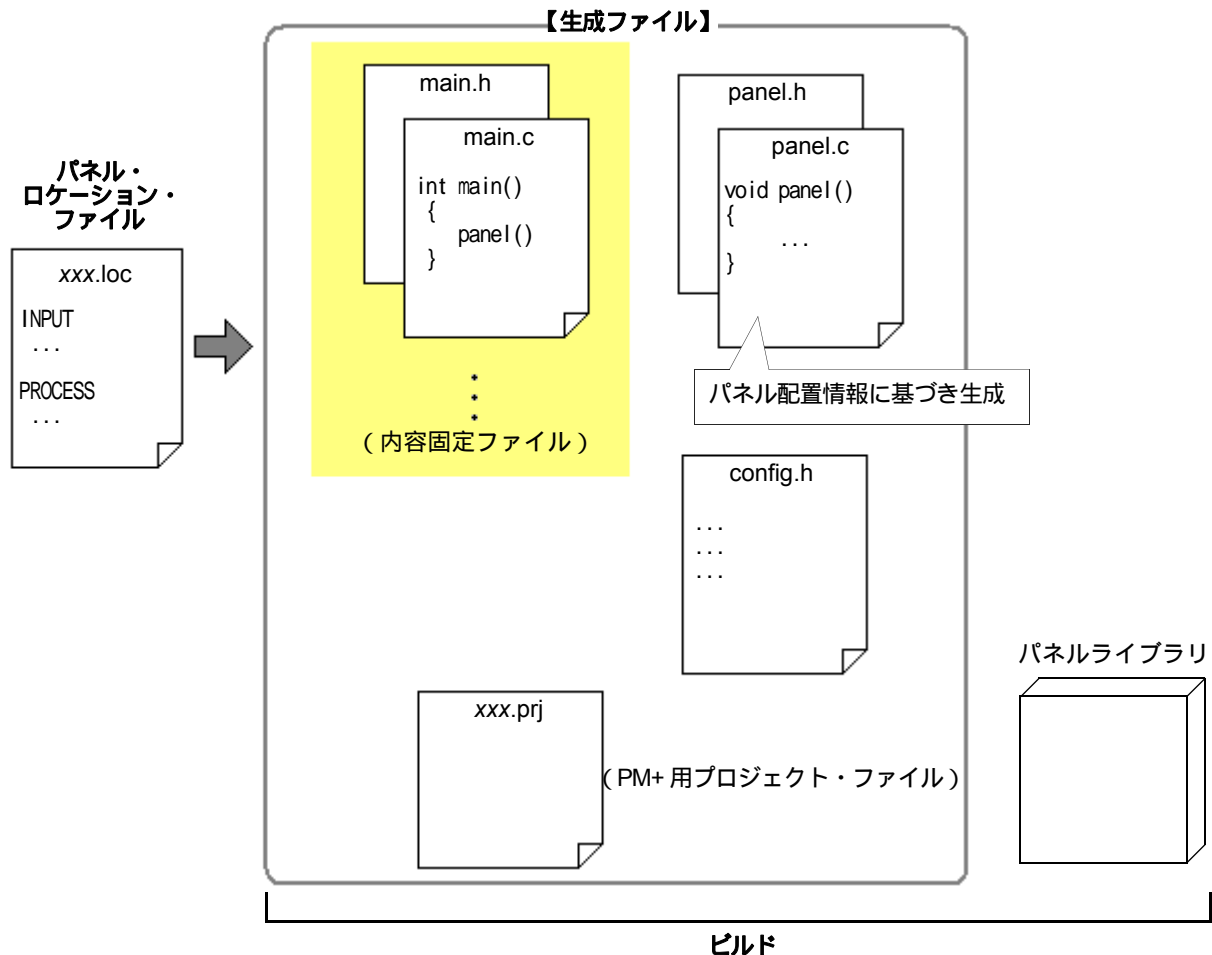 【生成ファイル】
main.h
main.c
int main()
{
panel()
}
・
・
・
(内容固定ファイル)
panel.h
panel.c
void panel()
{
...
}
パネル配置情報に基づき生成
パネル・
ロケーション・
ファイル
xxx.loc
INPUT
...
PROCESS
...
config.h
...
...
...
パネルライブラリ
xxx.prj
(PM+ 用プロジェクト・ファイル)
ビルド